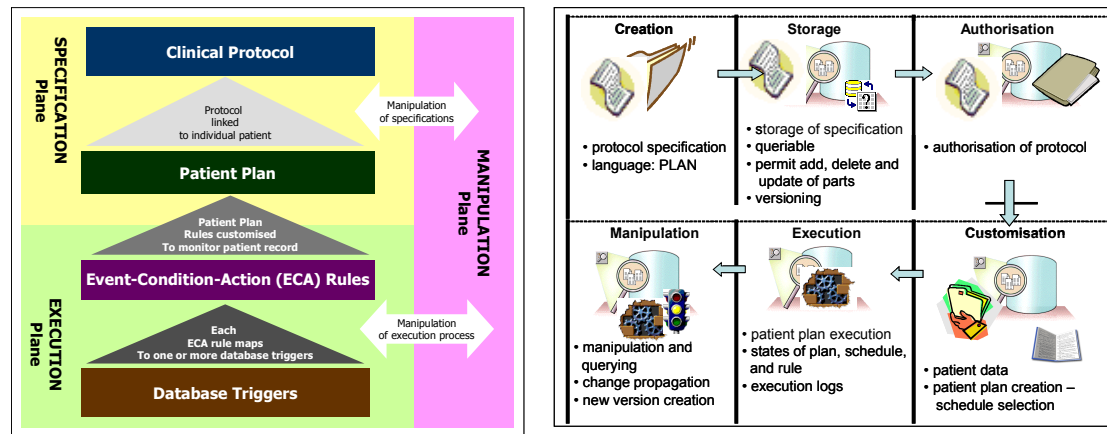 SPECIFICATION
Plane
Clinical Protocol
Protocol
linked
to individual patient
Patient Plan
Manipulation
of specifications
MANIPULATION
Plane
EXECUTION
Plane
Patient Plan
Rules customised
To monitor patient record
Event-Condition-Action (ECA) Rules
Each
ECA rule maps
To one or more database triggers
Database Triggers
Manipulation
of execution process
Creation
• protocol specification
• language: PLAN
Storage
• storage of specification
• queriable
• permit add, delete and
update of parts
• versioning
Authorisation
• authorisation of protocol
Manipulation
• manipulation and
querying
• change propagation
• new version creation
Execution
• patient plan execution
• states of plan, schedule,
and rule
• execution logs
Customisation
• patient data
• patient plan creation –
schedule selection